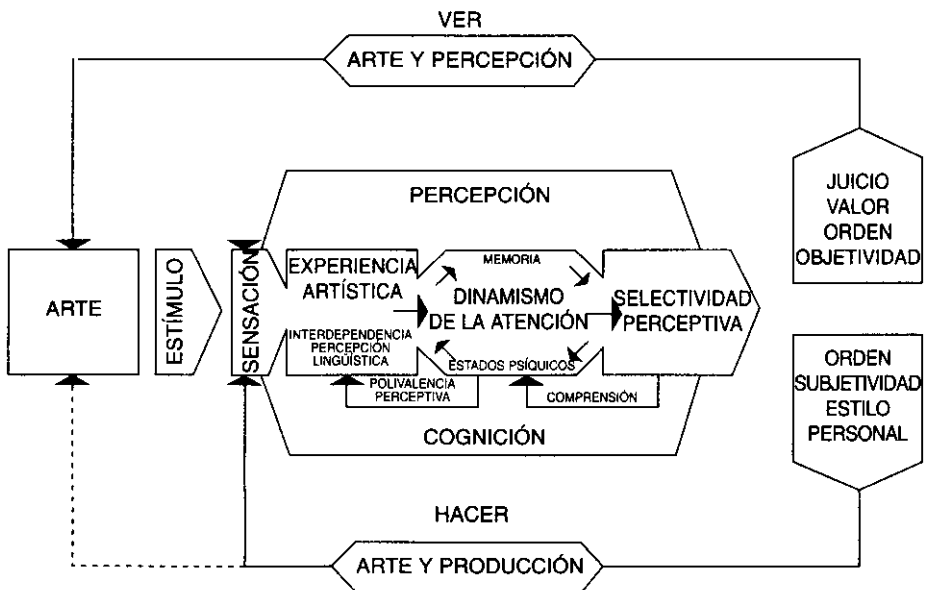 VER
ARTE Y PERCEPCIÓN
PERCEPCIÓN
JUICIO
VALOR
ORDEN
OBJETIVIDAD
ARTE
ESTÍMULO
SENSACIÓN
EXPERIENCIA
ARTÍSTICA
INTERDEPENDENCIA
PERCEPCIÓN
LINGÜÍSTICA
MEMORIA
DINAMISMO
DE LA ATENCIÓN
ESTADOS PSÍQUICOS
SELECTIVIDAD
PERCEPTIVA
POLIVALENCIA
PERCEPTIVA
COMPRENSIÓN
COGNICIÓN
ORDEN
SUBJETIVIDAD
ESTILO
PERSONAL
HACER
ARTE Y PRODUCCIÓN